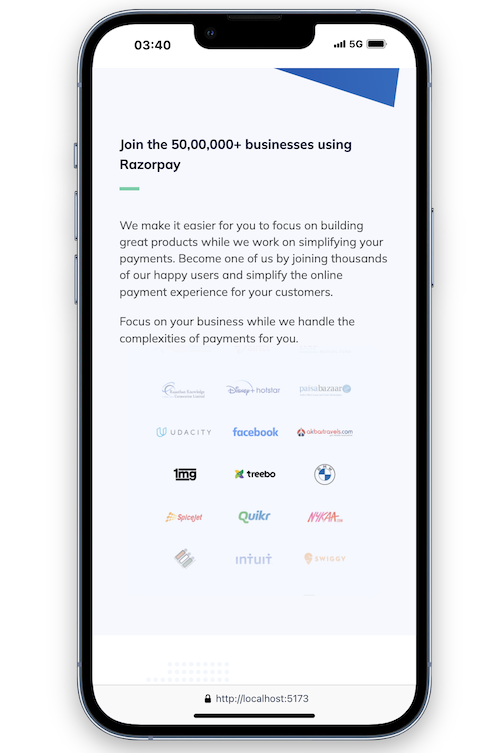 03:40
5G
Join the 50,00,000+ businesses using
Razorpay
We make it easier for you to focus on building
great products while we work on simplifying your
payments. Become one of us by joining thousands
of our happy users and simplify the online
payment experience for your customers.
Focus on your business while we handle the
complexities of payments for you.
Disney+ hotstar
paisabazaar
UDACITY
facebook
akbartravels.com
1mg
treebo
BMW
SpiceJet
Quikr
NYKAA.COM
intuit
SWIGGY
http://localhost:5173